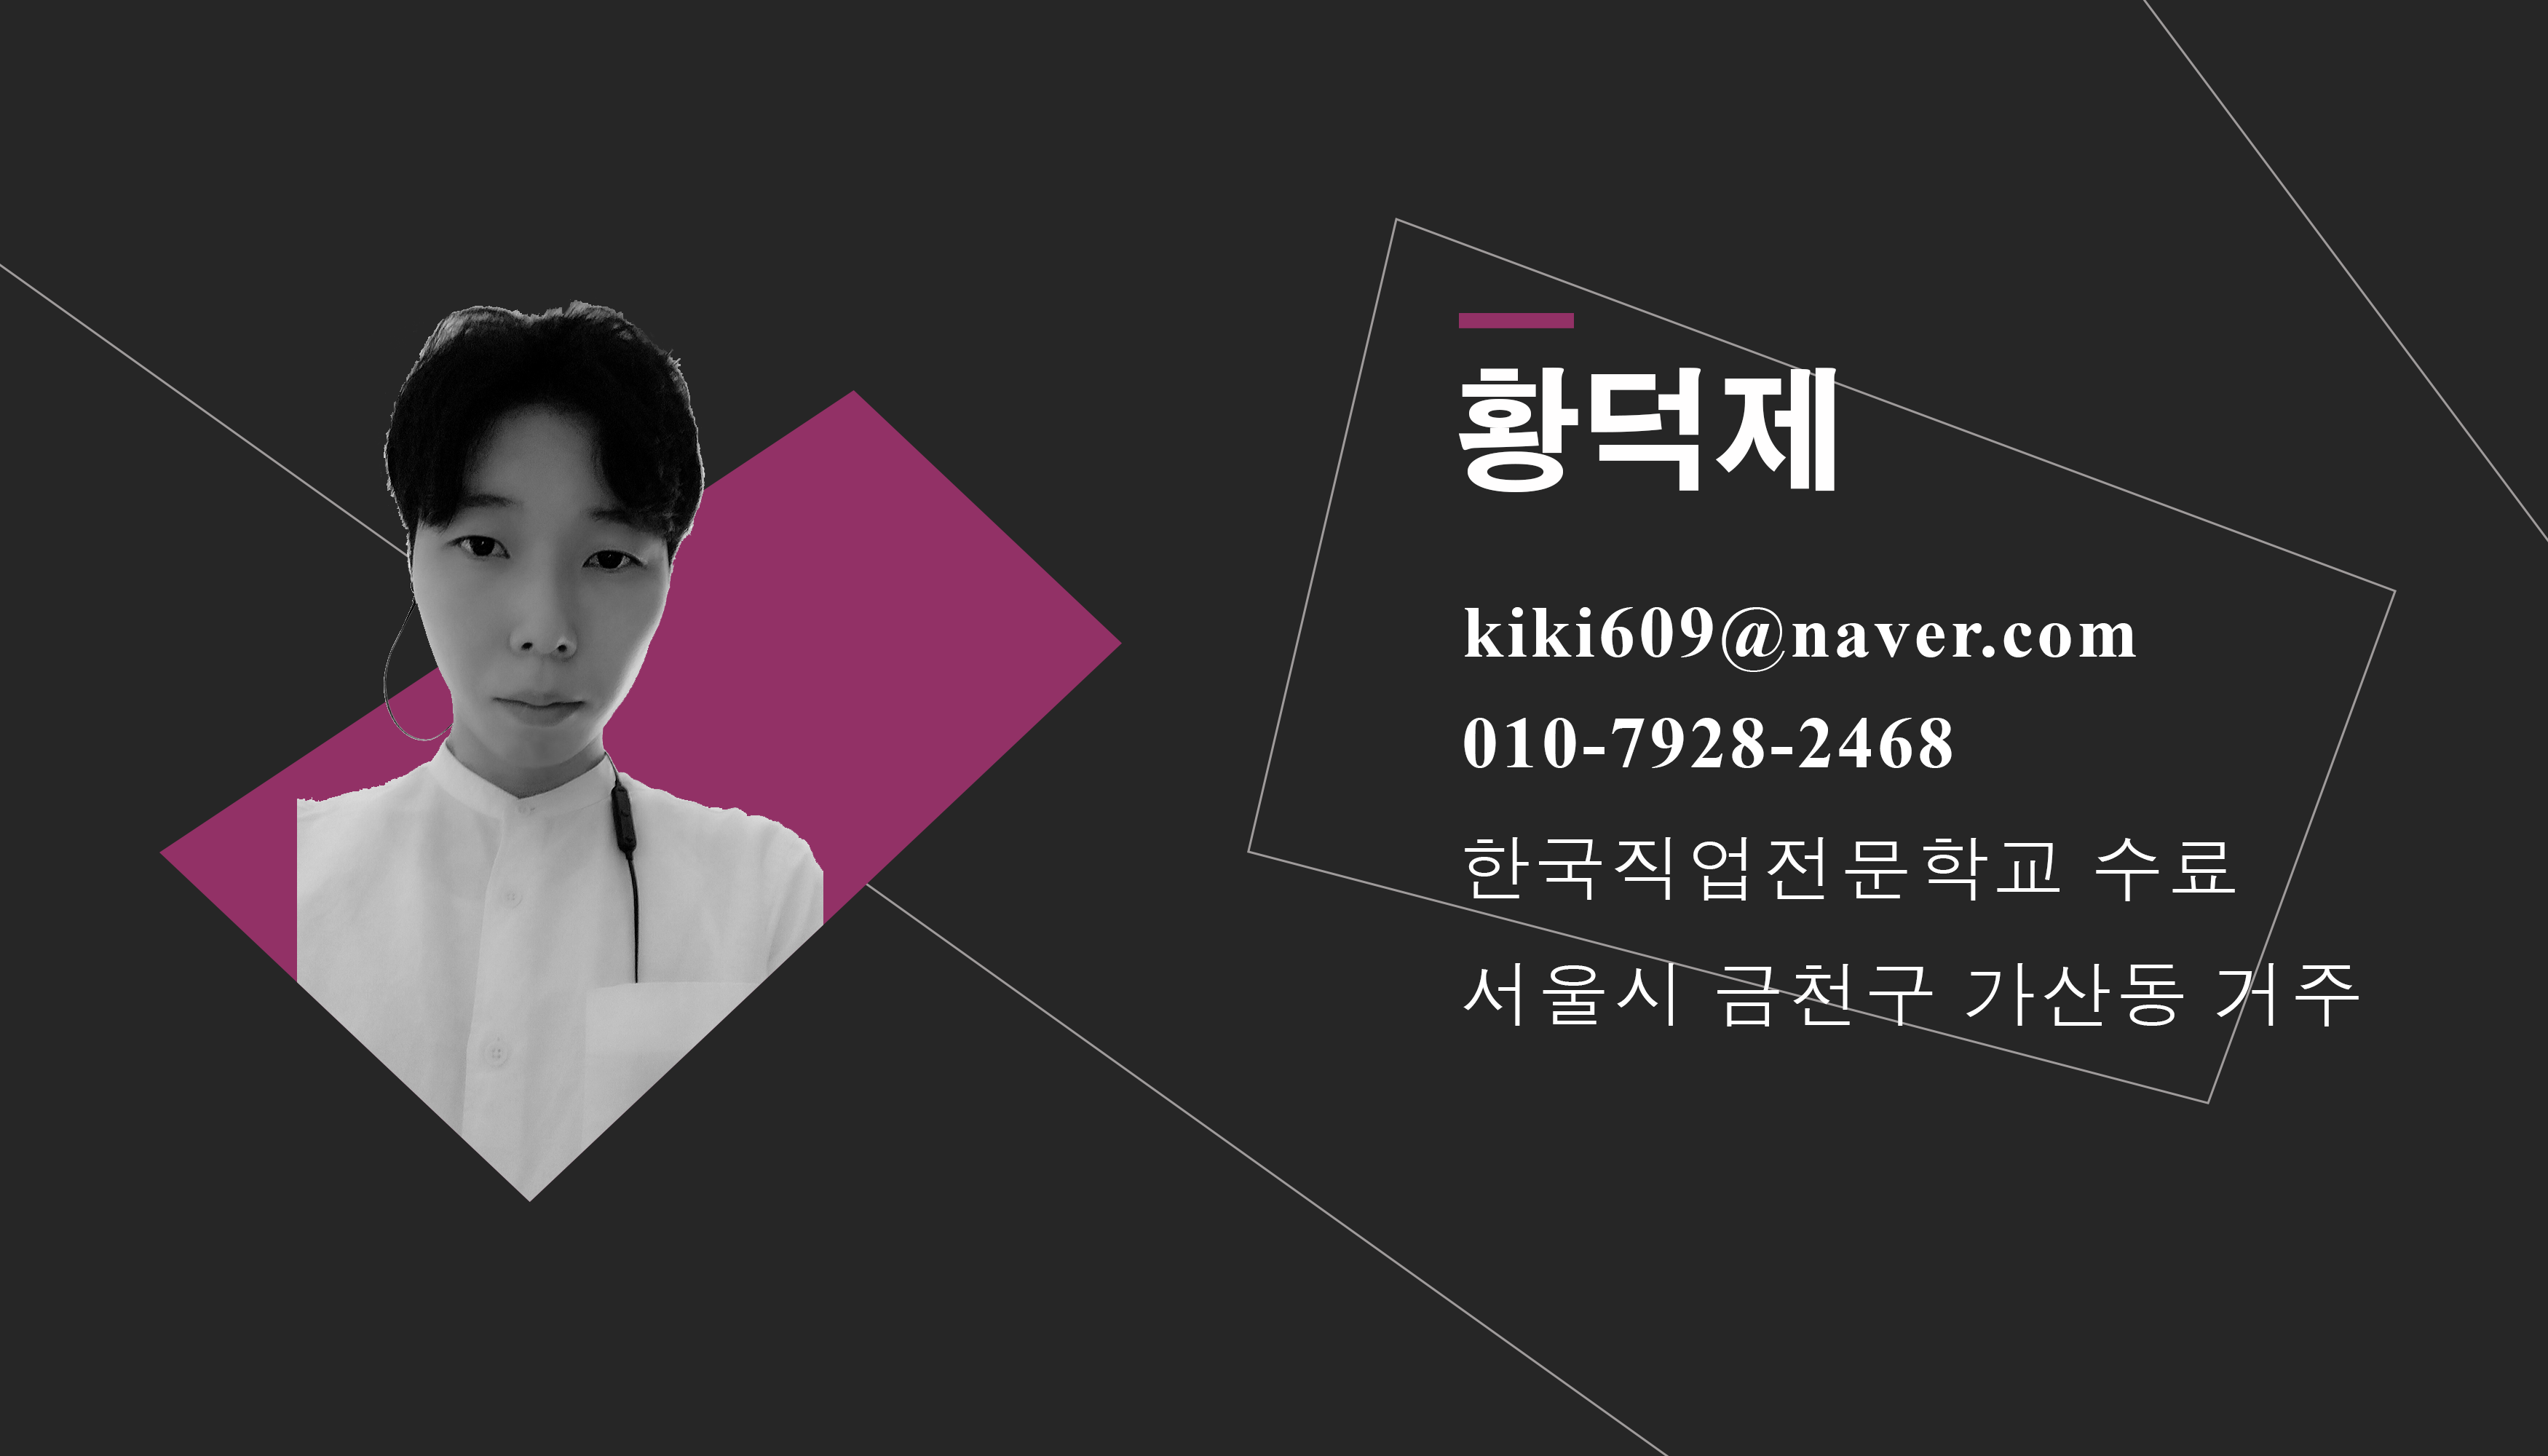 황덕제
kiki609@naver.com
010-7928-2468
한국직업전문학교 수료
서울시 금천구 가산동 거주